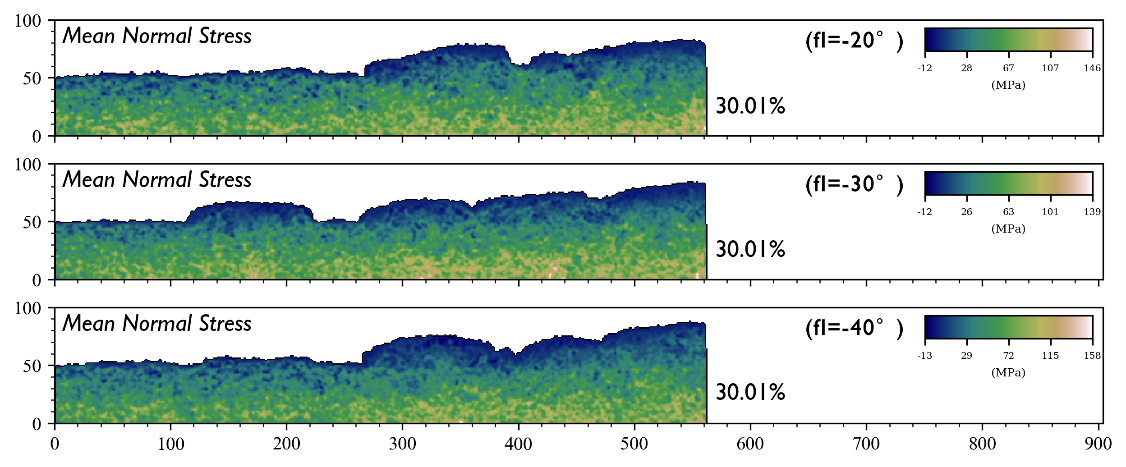 100
Mean Normal Stress
(fl=-20° )
-12 28 67 107 146
(MPa)
50
30.01%
0
100
Mean Normal Stress
(fl=-30° )
-12 26 63 101 139
(MPa)
50
30.01%
0
100
Mean Normal Stress
(fl=-40° )
-13 29 72 115 158
(MPa)
50
30.01%
0
0 100 200 300 400 500 600 700 800 900